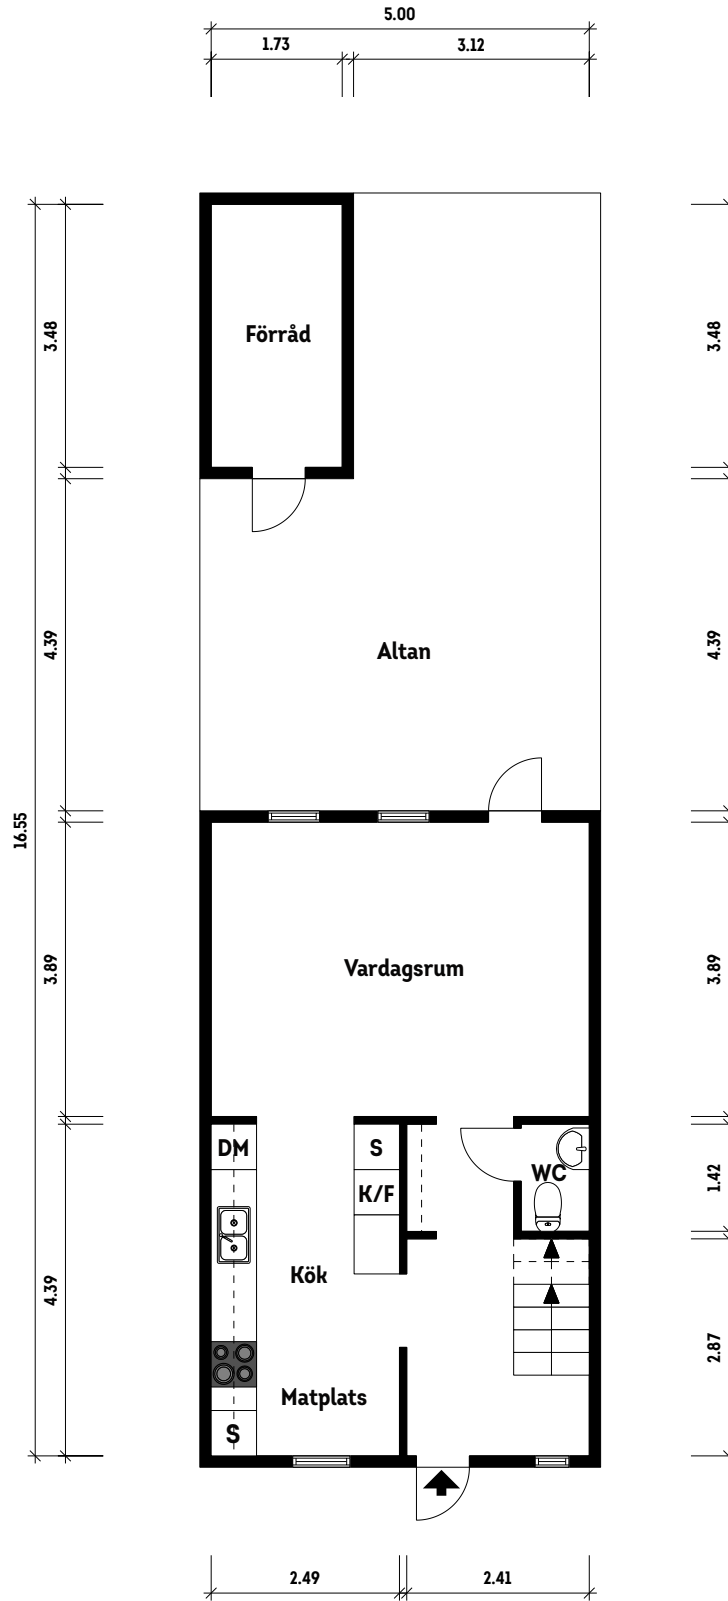 5.00
1.73
3.12
3.48
3.48
Förråd
4.39
4.39
Altan
16.55
3.89
3.89
Vardagsrum
DM
S
WC
K/F
1.42
Kök
4.39
2.87
Matplats
S
2.49
2.41